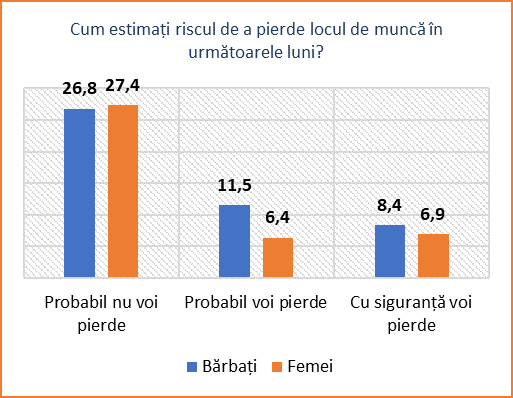 Cum estimați riscul de a pierde locul de muncă în
următoarele luni?
26,8
27,4
11,5
6,4
8,4
6,9
Probabil nu voi
pierde
Probabil voi pierde
Cu siguranță voi
pierde
Bărbați
Femei